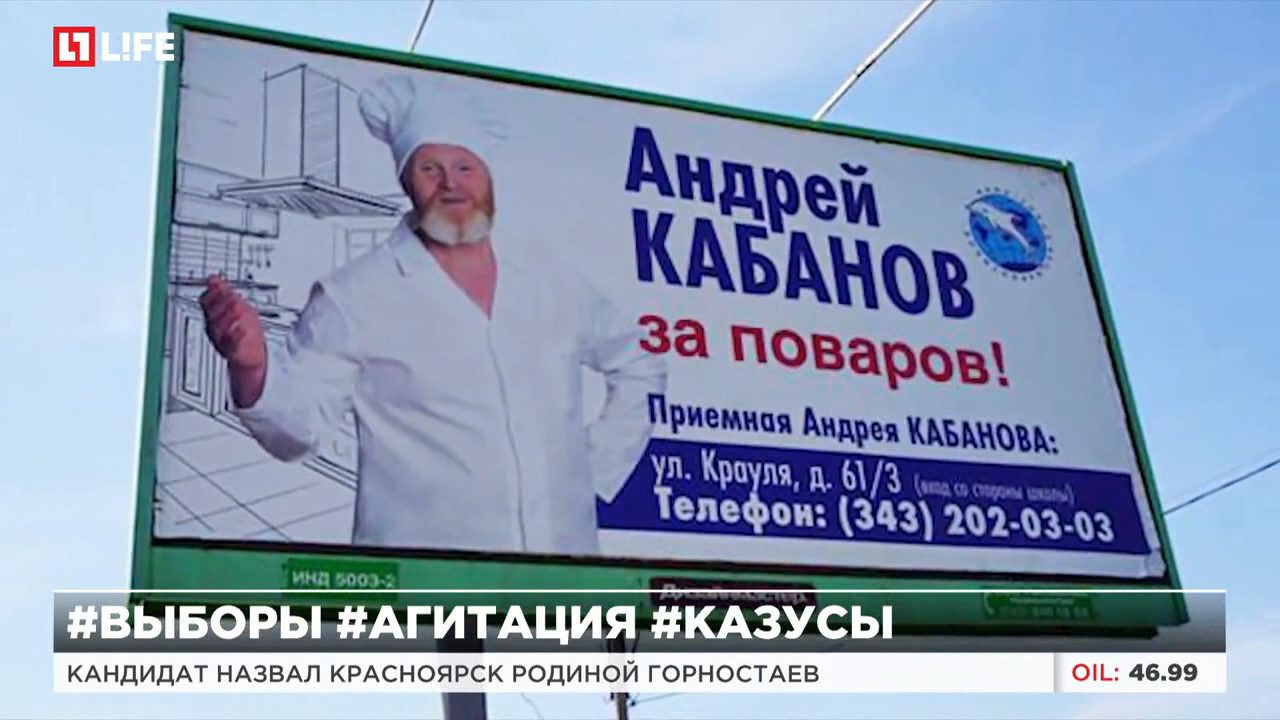 L!FE
Андрей
КАБАНОВ
за поваров!
Приемная Андрея КАБАНОВА:
ул. Крауля, д. 61/3 (вход со стороны школы)
Телефон: (343) 202-03-03
ИНД 5003-2
Дизайнмастер
#ВЫБОРЫ #АГИТАЦИЯ #КАЗУСЫ
КАНДИДАТ НАЗВАЛ КРАСНОЯРСК РОДИНОЙ ГОРНОСТАЕВ
OIL: 46.99